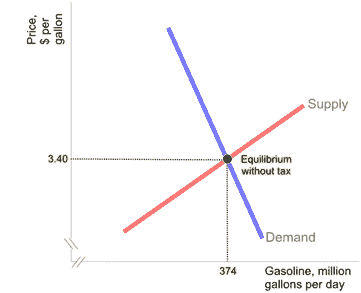 Price,
$ per
gallon
Supply
3.40
Equilibrium
without tax
Demand
374
Gasoline, million
gallons per day